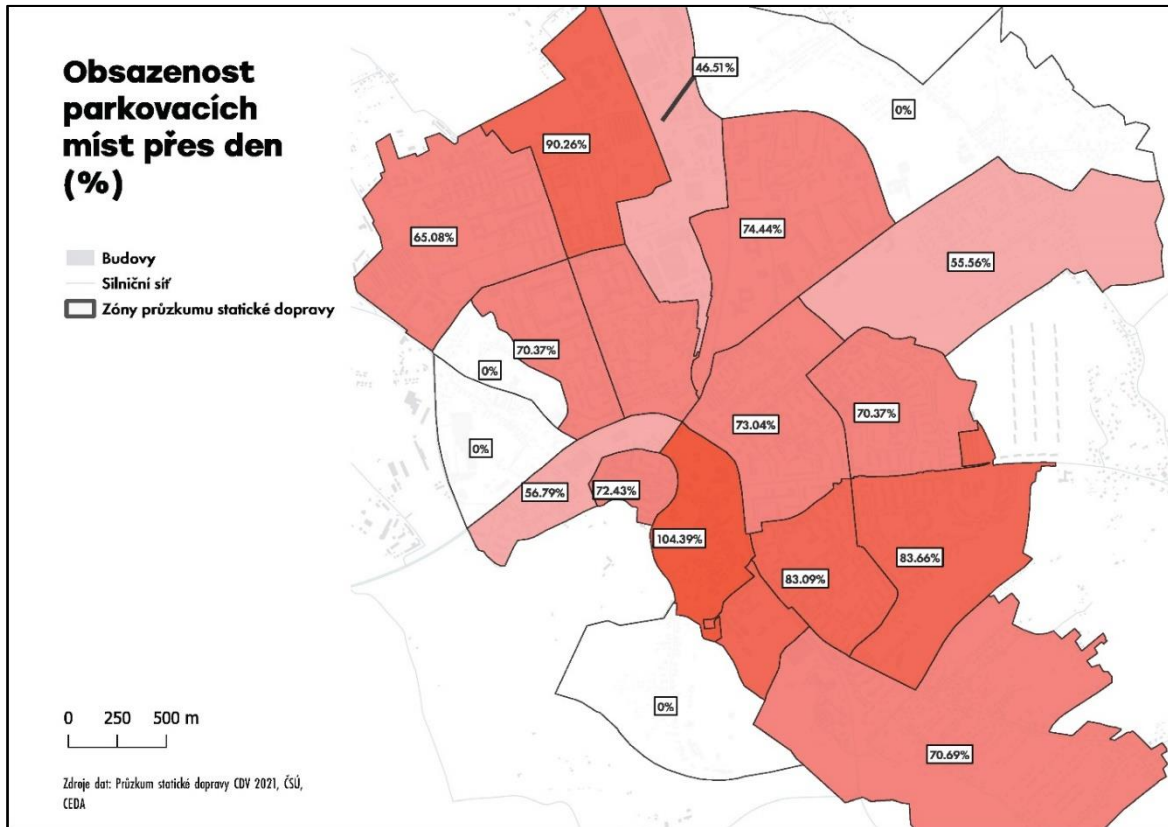 Obsazenost
parkovacích
míst přes den
(%)
Budovy
Silniční síť
Zóny průzkumu statické dopravy
46.51%
0%
90.26%
74.44%
65.08%
55.56%
70.37%
0%
73.04%
70.37%
0%
56.79%
72.43%
104.39%
83.66%
83.09%
0%
70.69%
0 250 500 m
Zdroje dat: Průzkum statické dopravy CDV 2021, ČSÚ,
CEDA